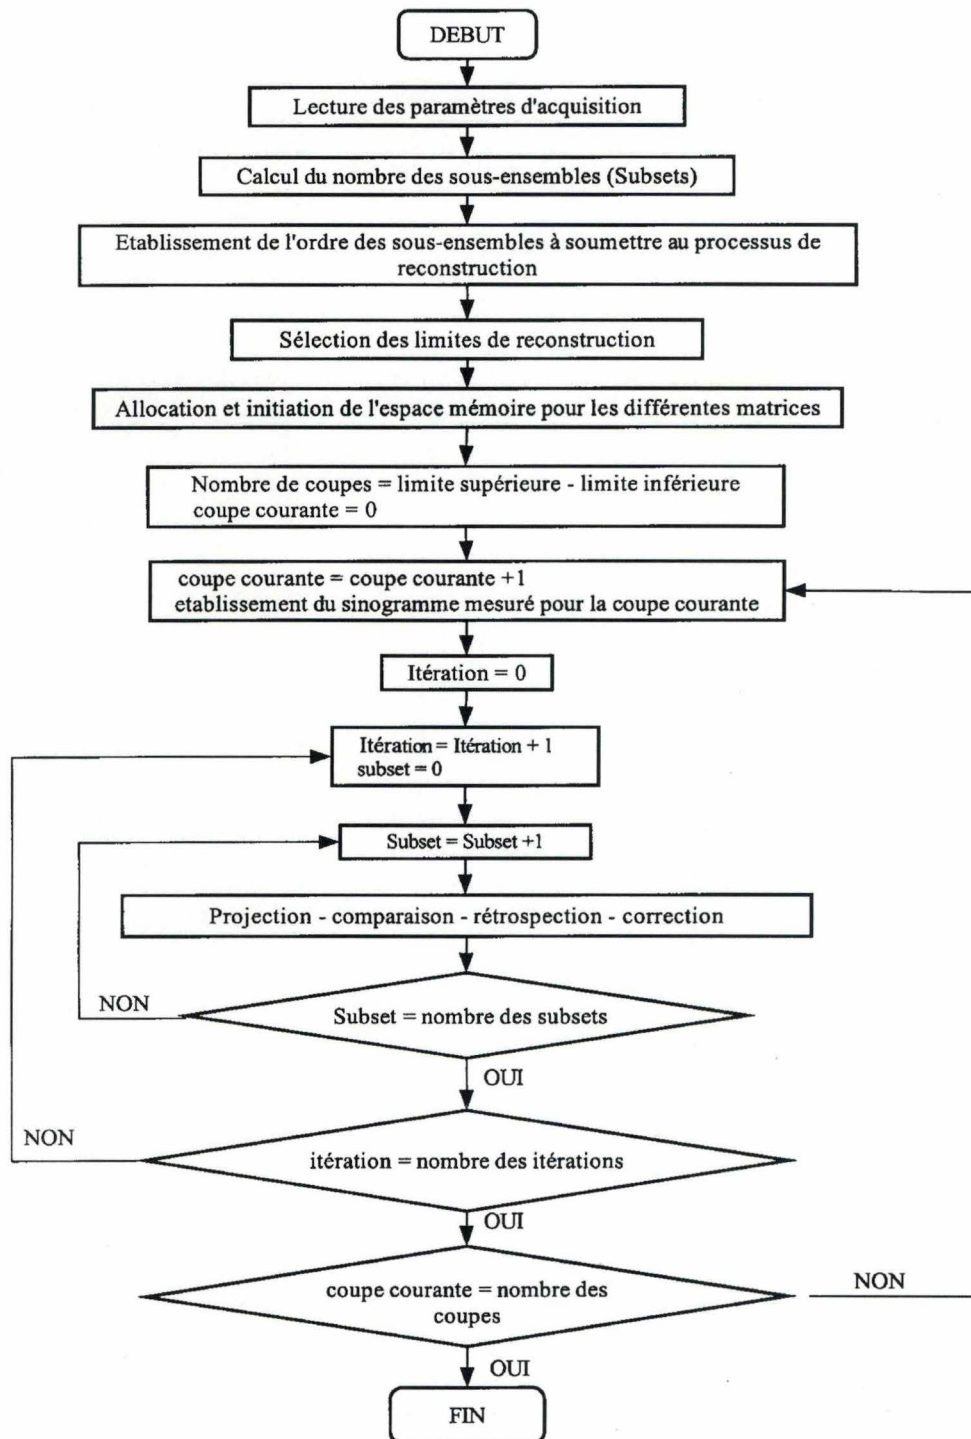 DEBUT
Lecture des paramètres d'acquisition
Calcul du nombre des sous-ensembles (Subsets)
Etablissement de l'ordre des sous-ensembles à soumettre au processus de
reconstruction
Sélection des limites de reconstruction
Allocation et initiation de l'espace mémoire pour les différentes matrices
Nombre de coupes = limite supérieure - limite inférieure
coupe courante = 0
coupe courante = coupe courante +1
etablissement du sinogramme mesuré pour la coupe courante
Itération = 0
Itération = Itération + 1
subset = 0
Subset = Subset +1
Projection - comparaison - rétrospection - correction
NON
Subset = nombre des subsets
OUI
NON
itération = nombre des itérations
OUI
coupe courante = nombre des
coupes
NON
OUI
FIN